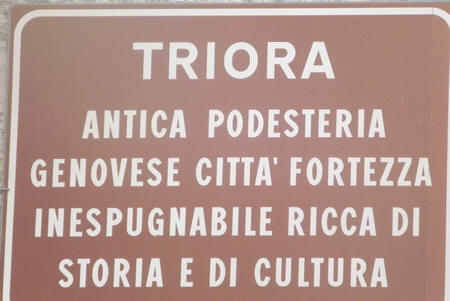 TRIORA
ANTICA PODESTERIA
GENOVESE CITTA' FORTEZZA
INESPUGNABILE RICCA DI
STORIA E DI CULTURA